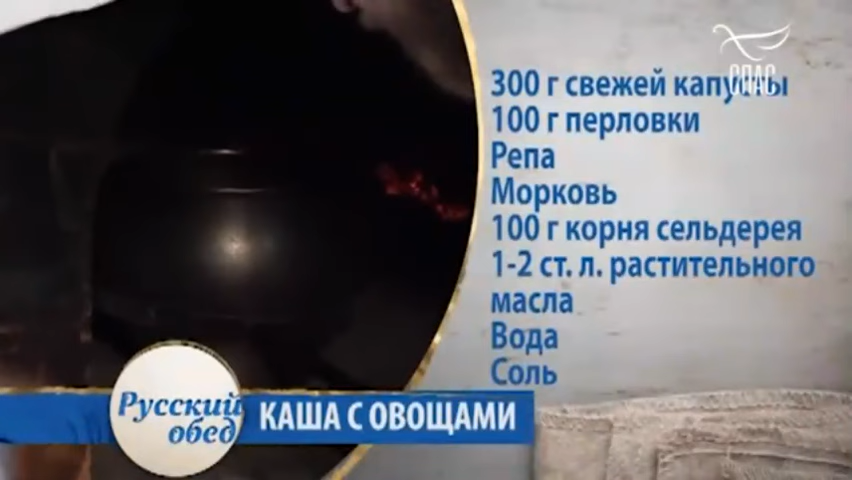 СПАС
300 г свежей капусты
100 г перловки
Репа
Морковь
100 г корня сельдерея
1-2 ст. л. растительного
масла
Вода
Соль
Русский
обед
КАША С ОВОЩАМИ